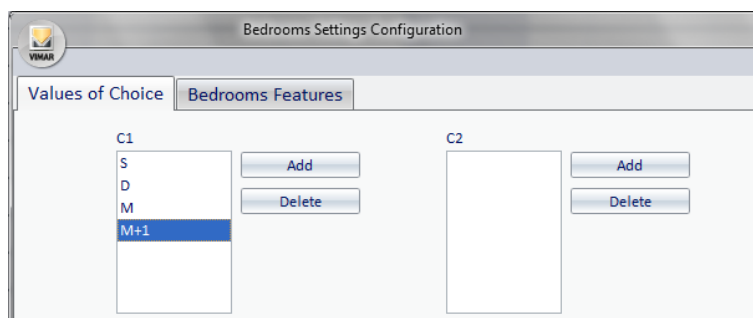 Bedrooms Settings Configuration
VIMAR
Values of Choice Bedrooms Features
C1 C2
S Add Add
D
M Delete Delete
M+1